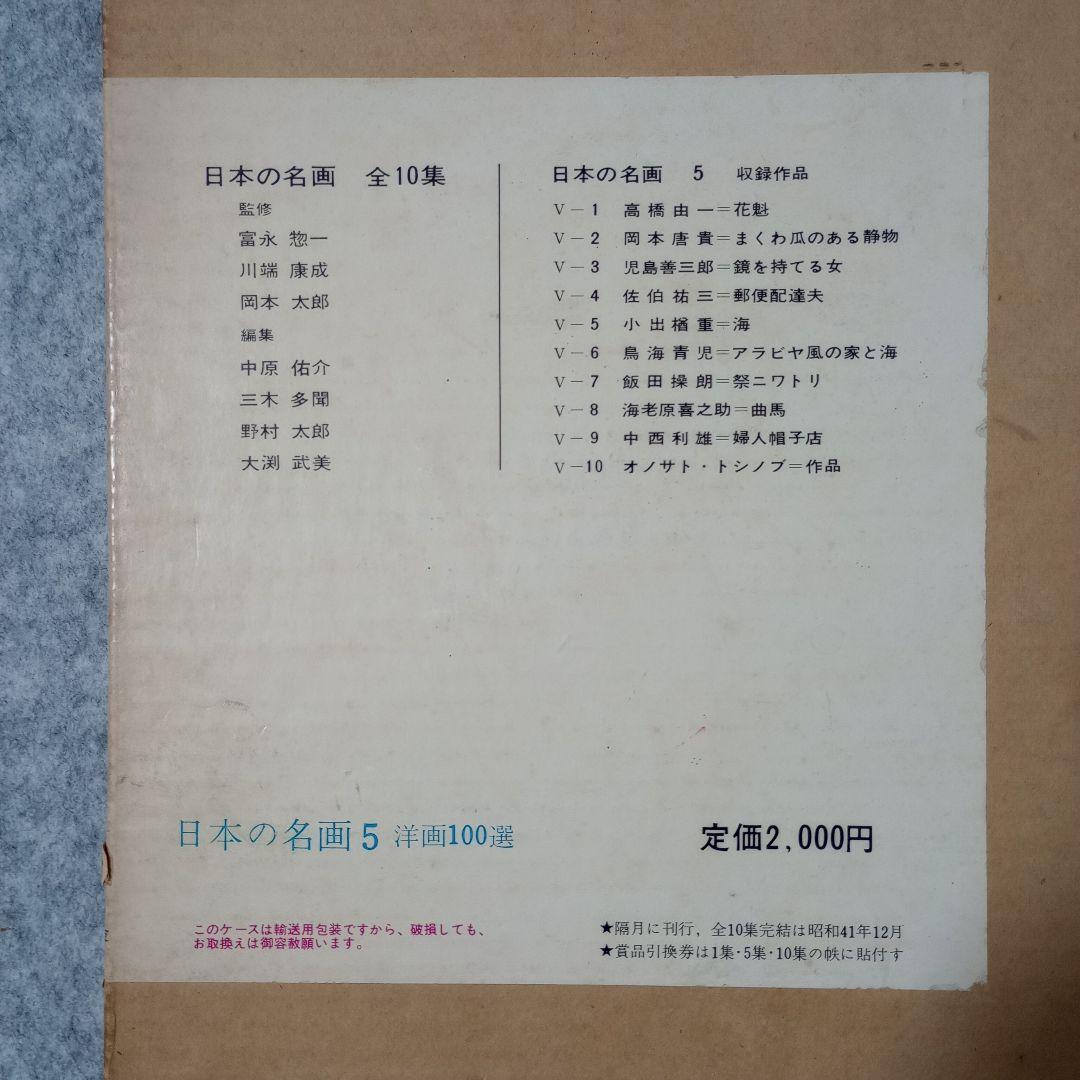 日本の名画 全10集
監修
富永 惣一
川端 康成
岡本 太郎
編集
中原 佑介
三木 多聞
野村 太郎
大渕 武美
日本の名画 5 収録作品
V－1 高橋由一＝花魁
V－2 岡本唐貴＝まくわ瓜のある静物
V－3 児島善三郎＝鏡を持てる女
V－4 佐伯祐三＝郵便配達夫
V－5 小出楢重＝海
V－6 鳥海青児＝アラビヤ風の家と海
V－7 飯田操朗＝祭ニワトリ
V－8 海老原喜之助＝曲馬
V－9 中西利雄＝婦人帽子店
V－10 オノサト・トシノブ＝作品
日本の名画5 洋画100選
定価2,000円
このケースは輸送用包装ですから、破損しても、
お取換えは御容赦願います。
★隔月に刊行，全10集完結は昭和41年12月
★賞品引換券は1集・5集・10集の帙に貼付す